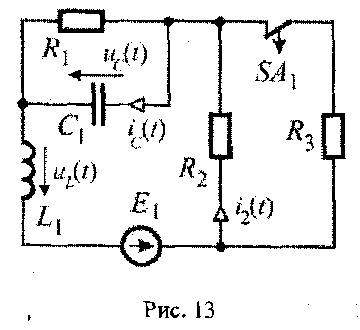 R1
uC(t)
SA1
C1
iC(t)
R2
R3
uL(t)
L1
E1
i2(t)
Рис. 13